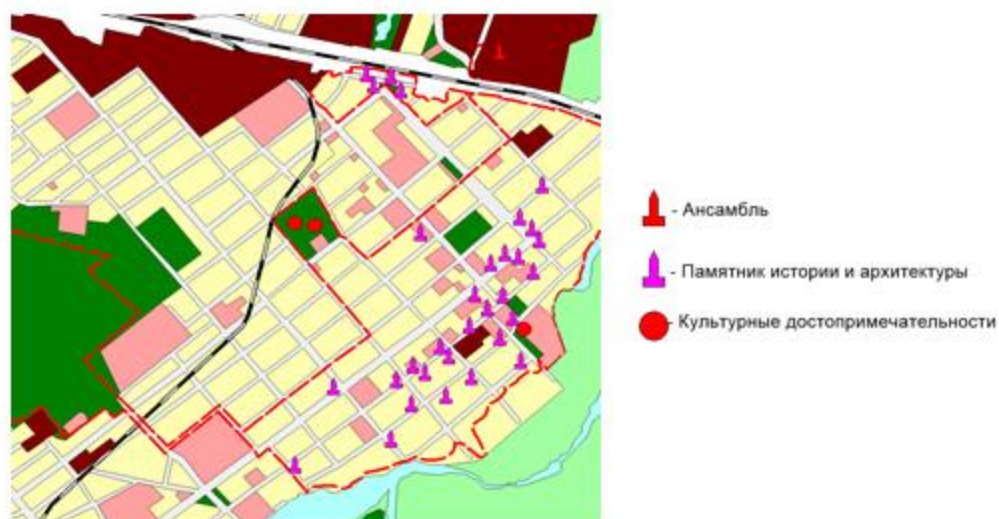 - Ансамбль
- Памятник истории и архитектуры
- Культурные достопримечательности